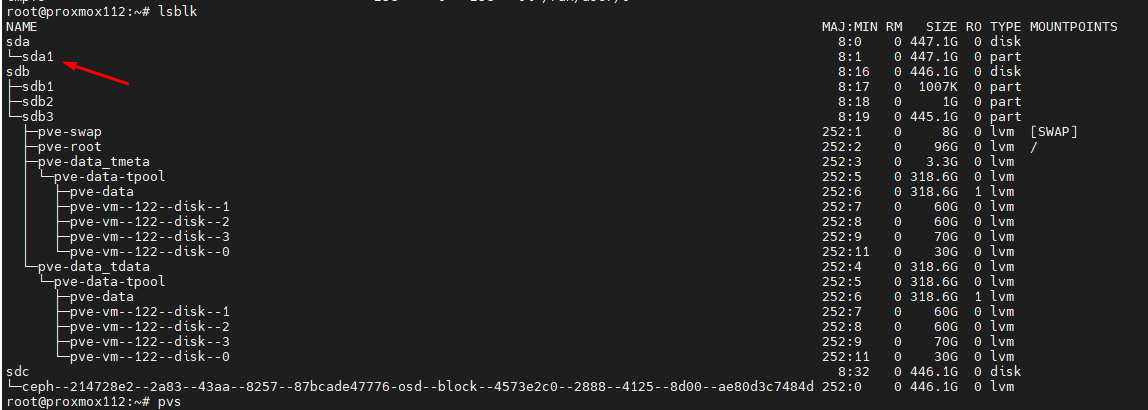 root@proxmox112:~# lsblk
NAME MAJ:MIN RM SIZE RO TYPE MOUNTPOINTS
sda 8:0 0 447.1G 0 disk
└─sda1 8:1 0 447.1G 0 part
sdb 8:16 0 446.1G 0 disk
├─sdb1 8:17 0 1007K 0 part
├─sdb2 8:18 0 1G 0 part
└─sdb3 8:19 0 445.1G 0 part
├─pve-swap 252:1 0 8G 0 lvm [SWAP]
├─pve-root 252:2 0 96G 0 lvm /
├─pve-data_tmeta 252:3 0 3.3G 0 lvm
│ └─pve-data-tpool 252:5 0 318.6G 0 lvm
│ ├─pve-data 252:6 0 318.6G 1 lvm
│ ├─pve-vm--122--disk--1 252:7 0 60G 0 lvm
│ ├─pve-vm--122--disk--2 252:8 0 60G 0 lvm
│ ├─pve-vm--122--disk--3 252:9 0 70G 0 lvm
│ └─pve-vm--122--disk--0 252:11 0 30G 0 lvm
└─pve-data_tdata 252:4 0 318.6G 0 lvm
└─pve-data-tpool 252:5 0 318.6G 0 lvm
├─pve-data 252:6 0 318.6G 1 lvm
├─pve-vm--122--disk--1 252:7 0 60G 0 lvm
├─pve-vm--122--disk--2 252:8 0 60G 0 lvm
├─pve-vm--122--disk--3 252:9 0 70G 0 lvm
└─pve-vm--122--disk--0 252:11 0 30G 0 lvm
sdc 8:32 0 446.1G 0 disk
└─ceph--214728e2--2a83--43aa--8257--87bcade47776-osd--block--4573e2c0--2888--4125--8d00--ae80d3c7484d 252:0 0 446.1G 0 lvm
root@proxmox112:~# pvs